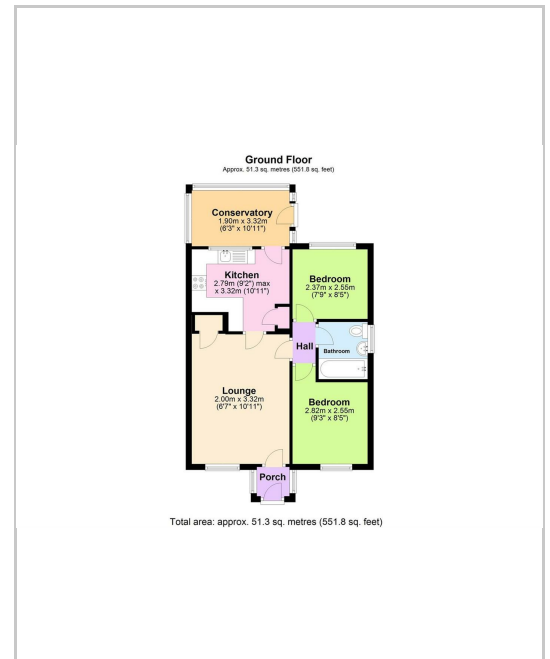 Ground Floor
Approx. 51.3 sq. metres (551.8 sq. feet)
Conservatory
1.90m x 3.32m
(6'3" x 10'11")
Kitchen
2.79m (9'2") max
x 3.32m (10'11")
Bedroom
2.37m x 2.55m
(7'9" x 8'5")
Hall
Bathroom
Lounge
2.00m x 3.32m
(6'7" x 10'11")
Bedroom
2.82m x 2.55m
(9'3" x 8'5")
Porch
Total area: approx. 51.3 sq. metres (551.8 sq. feet)